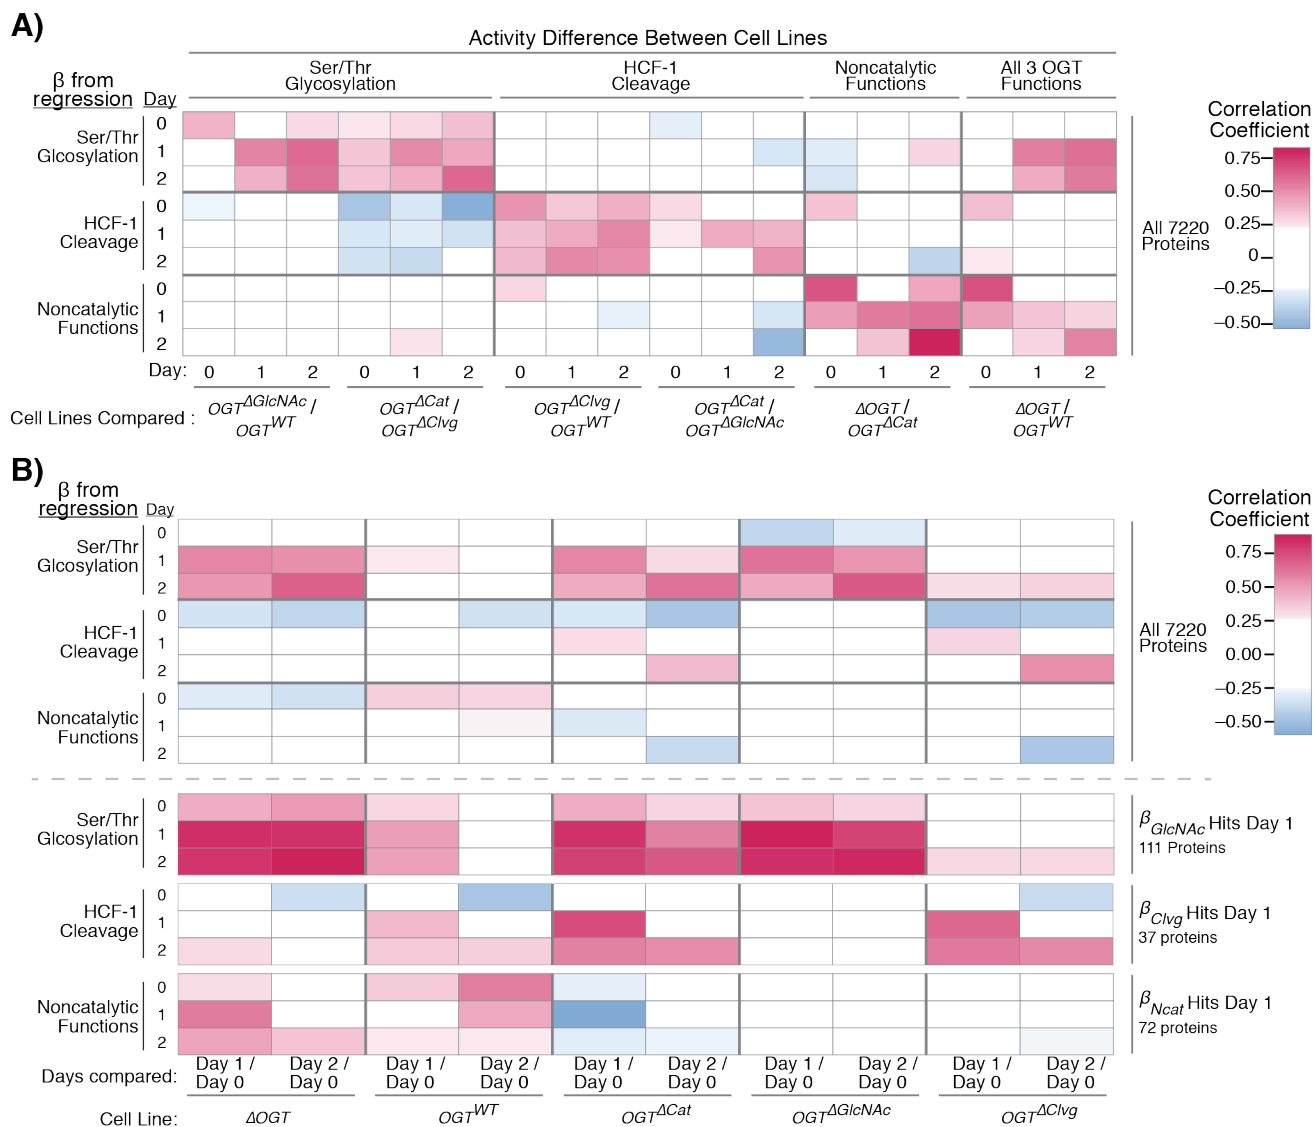 A)
Activity Difference Between Cell Lines
Ser/Thr
Glycosylation
HCF-1
Cleavage
Noncatalytic
Functions
All 3 OGT
Functions
β from
regression
Day
Ser/Thr
Glcosylation
0
1
2
HCF-1
Cleavage
0
1
2
Noncatalytic
Functions
0
1
2
All 7220
Proteins
Correlation
Coefficient
0.75
0.50
0.25
0
−0.25
−0.50
Day: 0 1 2 0 1 2 0 1 2 0 1 2 0 1 2 0 1 2
Cell Lines Compared :
OGT^ΔGlcNAc /
OGT^WT
OGT^ΔCat /
OGT^ΔClvg
OGT^ΔClvg /
OGT^WT
OGT^ΔCat /
OGT^ΔGlcNAc
ΔOGT /
OGT^ΔCat
ΔOGT /
OGT^WT
B)
β from
regression
Day
Ser/Thr
Glcosylation
0
1
2
HCF-1
Cleavage
0
1
2
Noncatalytic
Functions
0
1
2
All 7220
Proteins
Correlation
Coefficient
0.75
0.50
0.25
0.00
−0.25
−0.50
Ser/Thr
Glcosylation
0
1
2
β_GlcNAc Hits Day 1
111 Proteins
HCF-1
Cleavage
0
1
2
β_Clvg Hits Day 1
37 proteins
Noncatalytic
Functions
0
1
2
β_Ncat Hits Day 1
72 proteins
Days compared:
Day 1 /
Day 0
Day 2 /
Day 0
Day 1 /
Day 0
Day 2 /
Day 0
Day 1 /
Day 0
Day 2 /
Day 0
Day 1 /
Day 0
Day 2 /
Day 0
Day 1 /
Day 0
Day 2 /
Day 0
Cell Line: ΔOGT OGT^WT OGT^ΔCat OGT^ΔGlcNAc OGT^ΔClvg